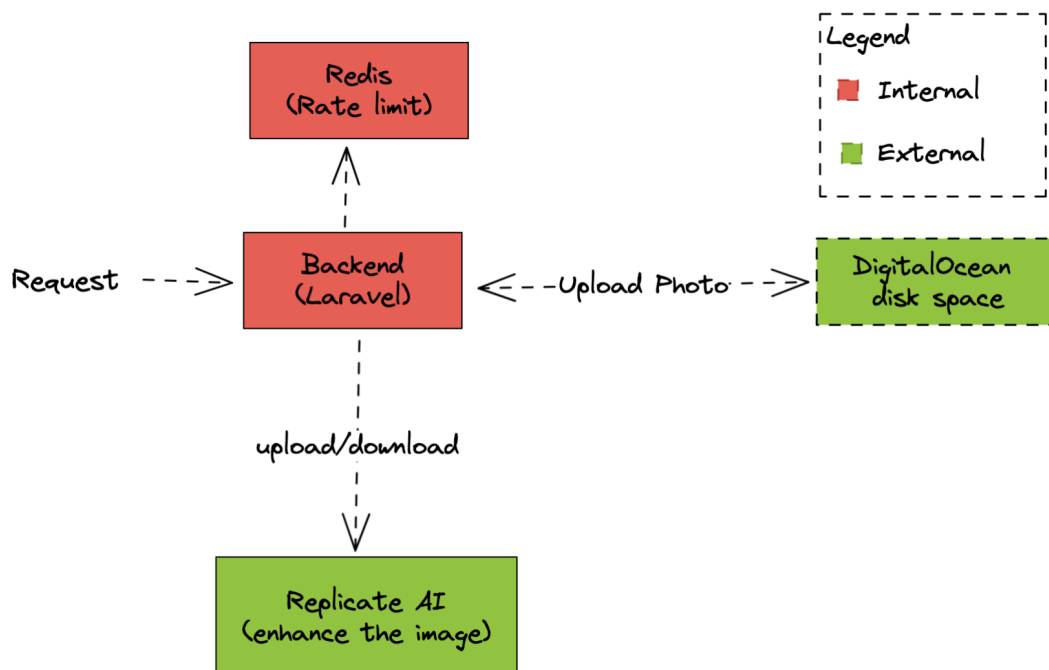 Redis
(Rate limit)
Legend
Internal
External
Request
Backend
(Laravel)
Upload Photo
DigitalOcean
disk space
upload/download
Replicate AI
(enhance the image)